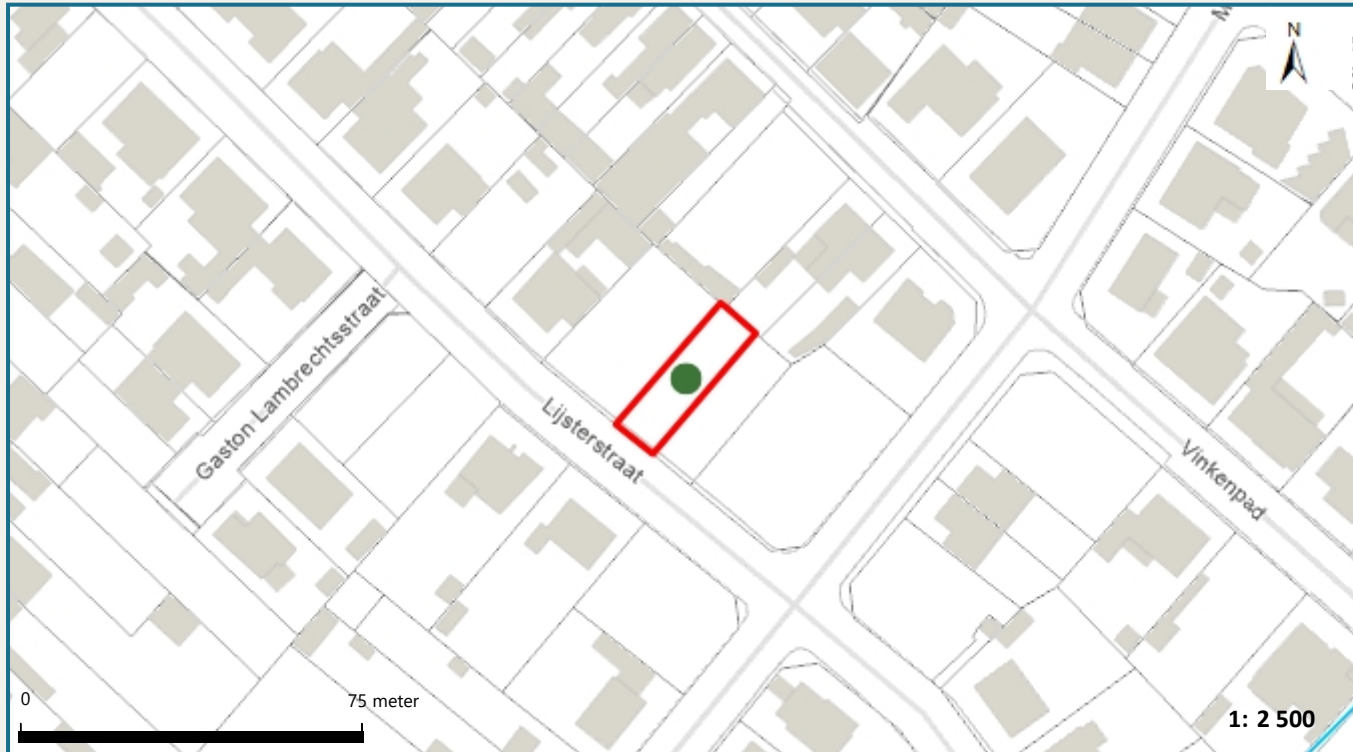 N
Gaston Lambrechtsstraat
Lijsterstraat
Vinkenpad
0 75 meter
1: 2 500